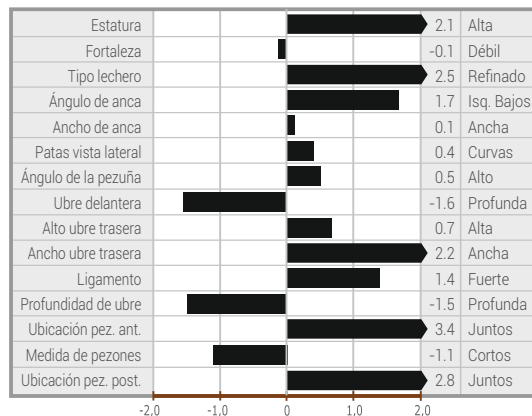 Estatura 2.1 Alta
Fortaleza -0.1 Débil
Tipo lechero 2.5 Refinado
Ángulo de anca 1.7 Isq. Bajos
Ancho de anca 0.1 Ancha
Patas vista lateral 0.4 Curvas
Ángulo de la pezuña 0.5 Alto
Ubre delantera -1.6 Profunda
Alto ubre trasera 0.7 Alta
Ancho ubre trasera 2.2 Ancha
Ligamento 1.4 Fuerte
Profundidad de ubre -1.5 Profunda
Ubicación pez. ant. 3.4 Juntos
Medida de pezones -1.1 Cortos
Ubicación pez. post. 2.8 Juntos
-2,0 -1,0 0 1,0 2,0